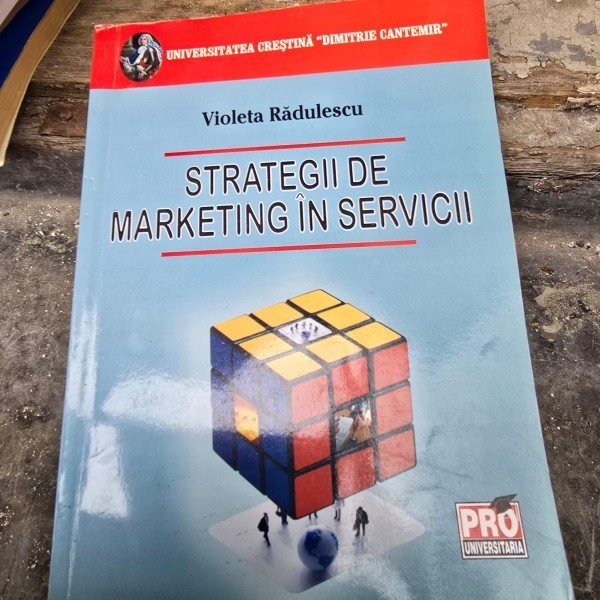 UNIVERSITATEA CREŞTINĂ "DIMITRIE CANTEMIR"
Violeta Rădulescu
STRATEGII DE
MARKETING ÎN SERVICII
PRO
UNIVERSITARIA